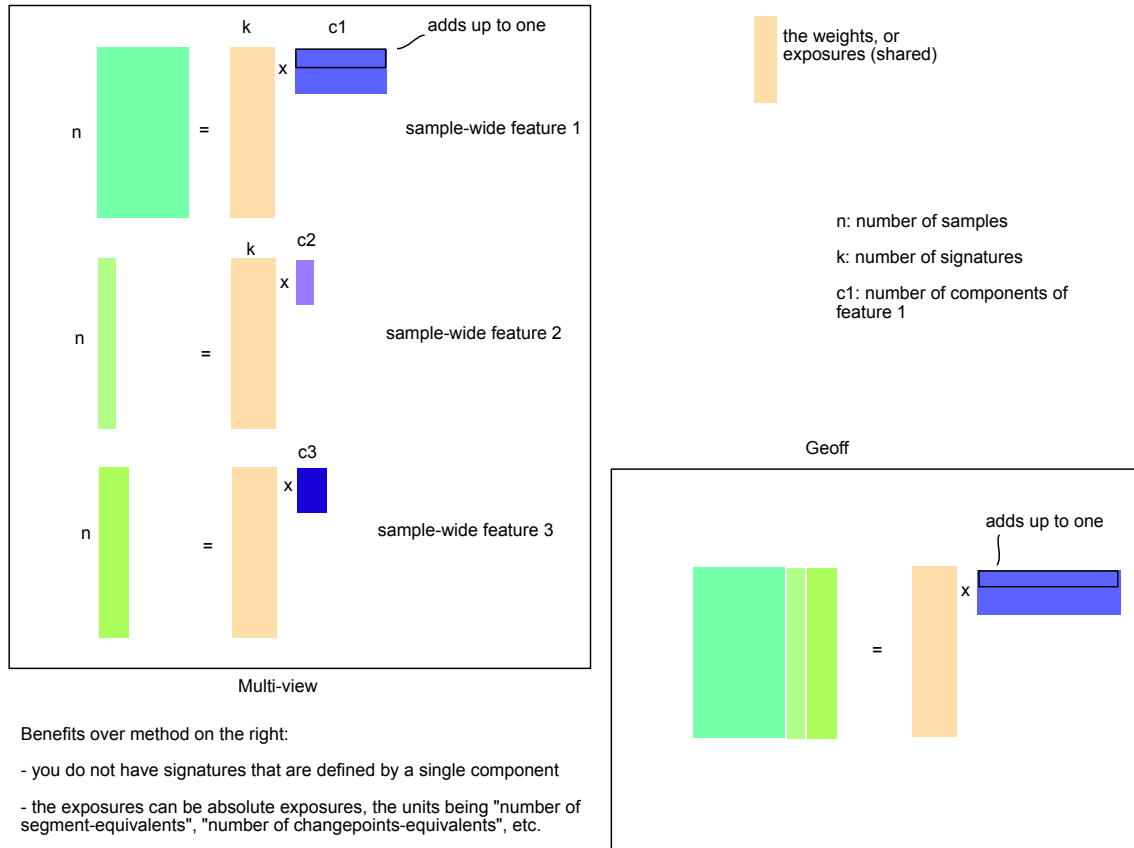 k
c1
adds up to one
x
n
=
sample-wide feature 1
k
c2
x
n
=
sample-wide feature 2
c3
x
n
=
sample-wide feature 3
Multi-view
Benefits over method on the right:
- you do not have signatures that are defined by a single component
- the exposures can be absolute exposures, the units being "number of
segment-equivalents", "number of changepoints-equivalents", etc.
the weights, or
exposures (shared)
n: number of samples
k: number of signatures
c1: number of components of
feature 1
Geoff
adds up to one
x
=